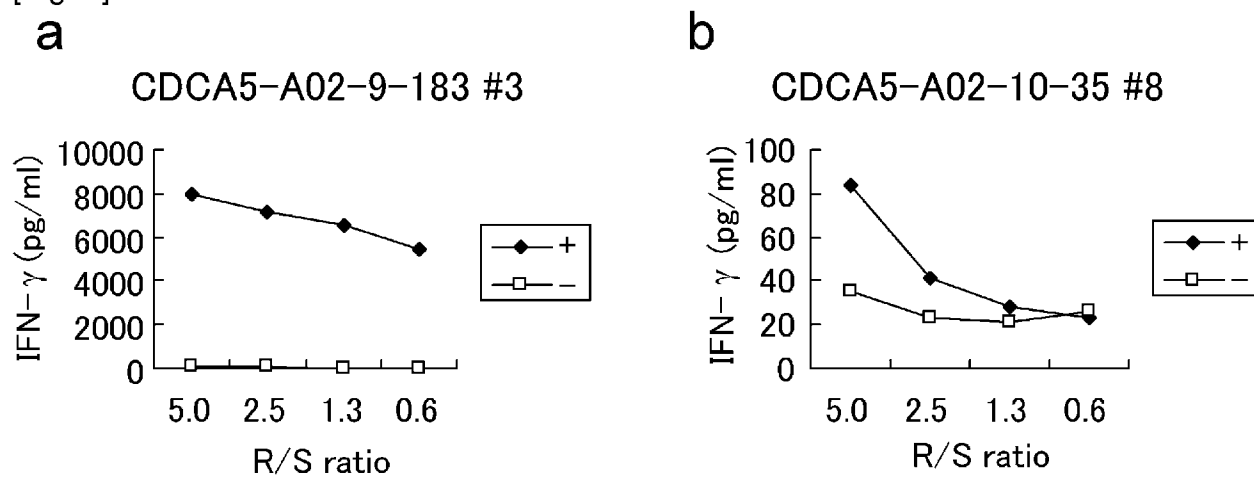 a
CDCA5-A02-9-183 #3
IFN-γ (pg/ml)
10000
8000
6000
4000
2000
0
5.0 2.5 1.3 0.6
R/S ratio
+
−
b
CDCA5-A02-10-35 #8
IFN-γ (pg/ml)
100
80
60
40
20
0
5.0 2.5 1.3 0.6
R/S ratio
+
−